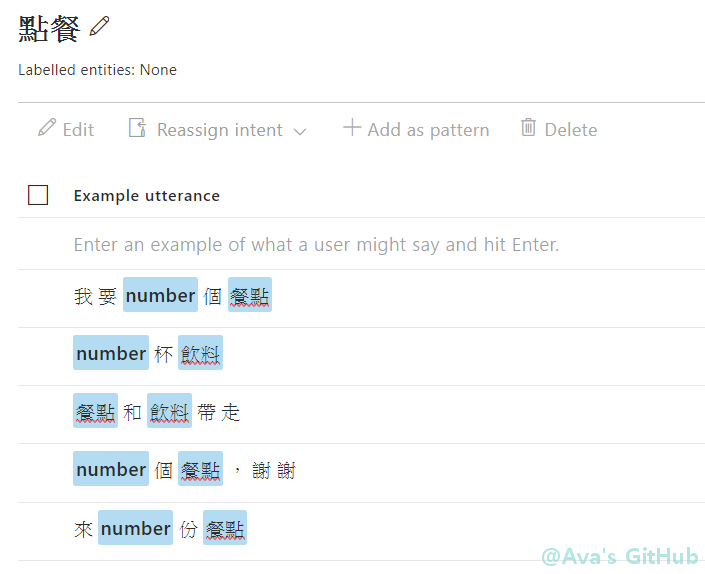 點餐
Labelled entities: None
Edit Reassign intent Add as pattern Delete
Example utterance
Enter an example of what a user might say and hit Enter.
我 要 number 個 餐點
number 杯 飲料
餐點 和 飲料 帶 走
number 個 餐點 ， 謝 謝
來 number 份 餐點
@Ava's GitHub